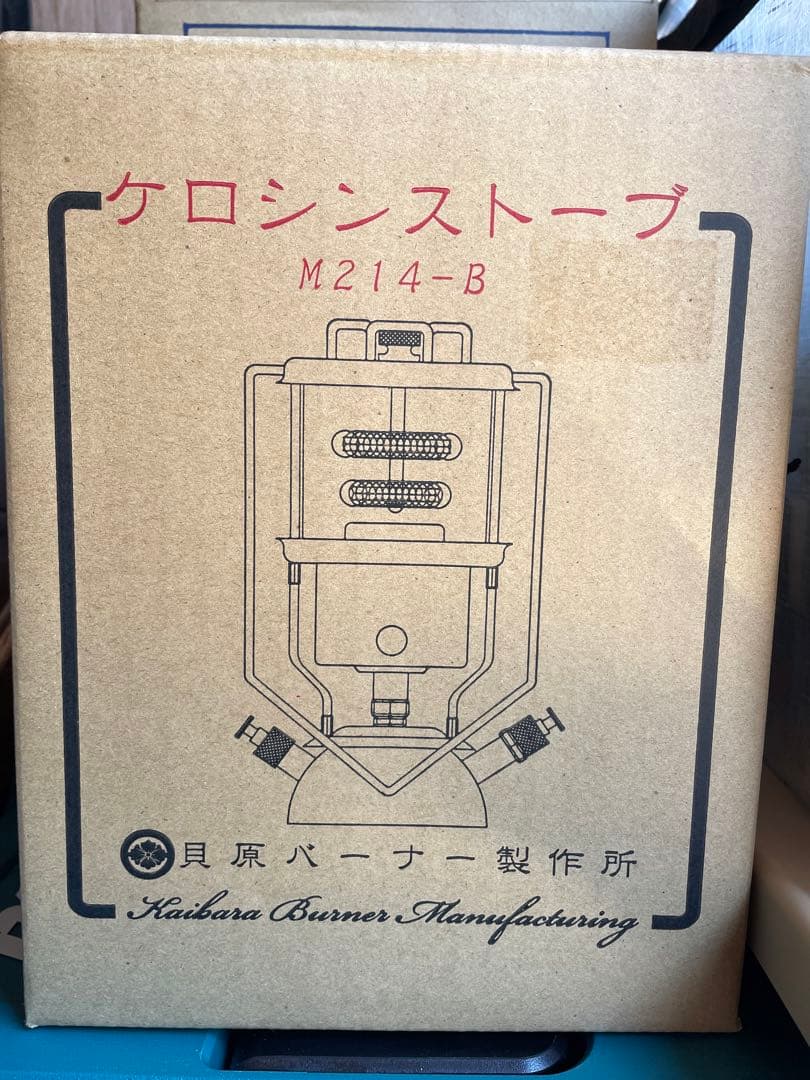 ケロシンストーブ
M214-B
貝原バーナー製作所
Kaibara Burner Manufacturing